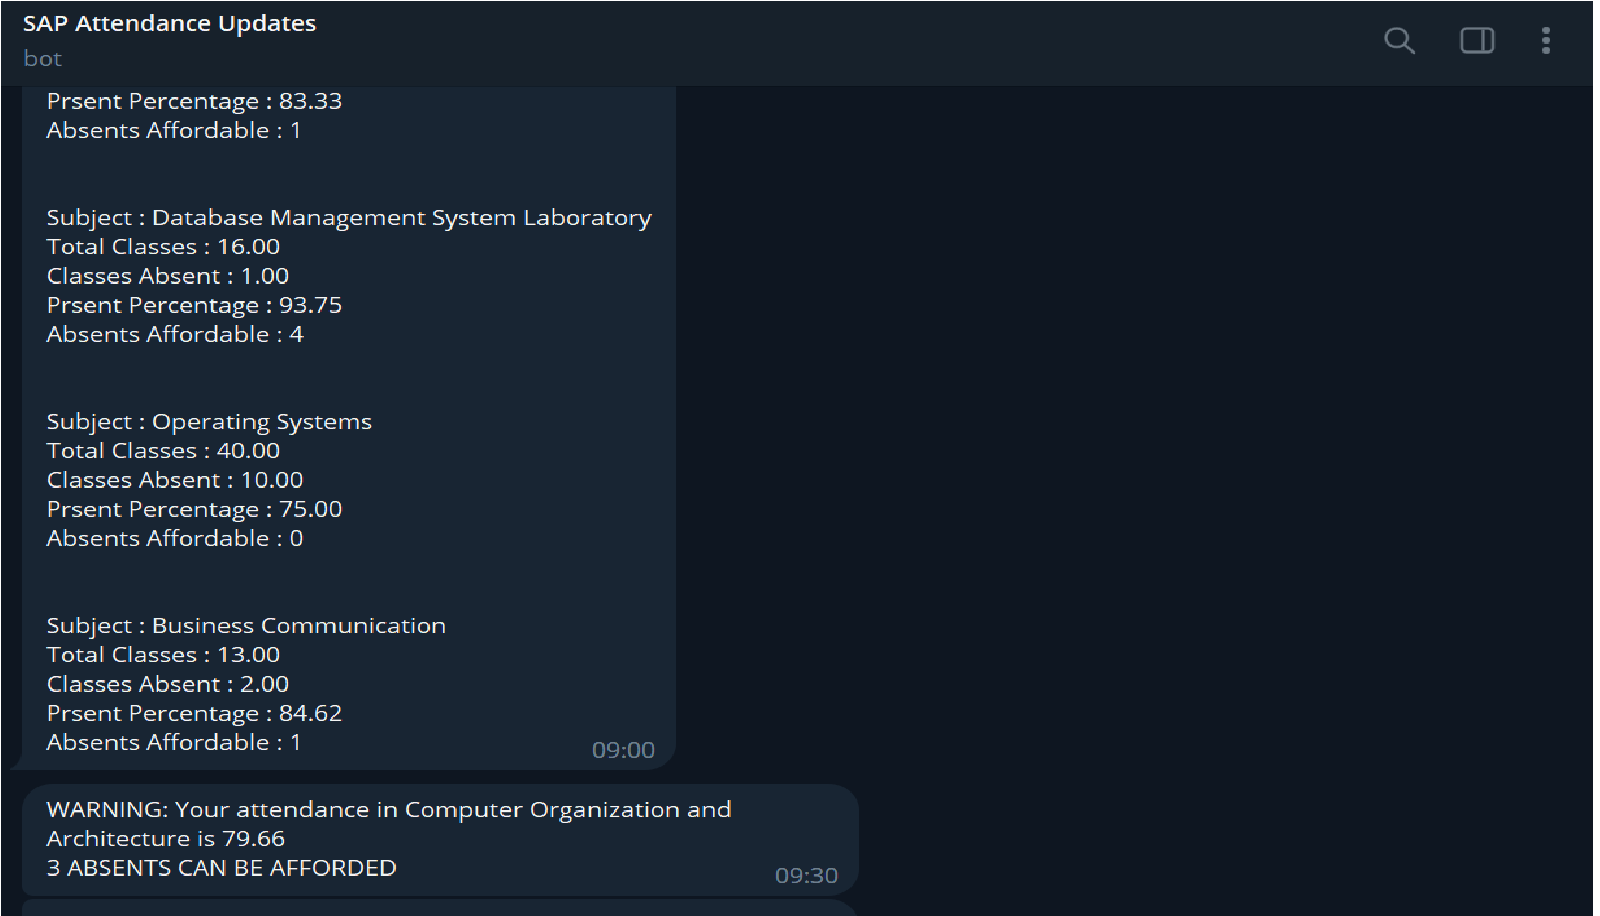 SAP Attendance Updates
bot
Prsent Percentage : 83.33
Absents Affordable : 1
Subject : Database Management System Laboratory
Total Classes : 16.00
Classes Absent : 1.00
Prsent Percentage : 93.75
Absents Affordable : 4
Subject : Operating Systems
Total Classes : 40.00
Classes Absent : 10.00
Prsent Percentage : 75.00
Absents Affordable : 0
Subject : Business Communication
Total Classes : 13.00
Classes Absent : 2.00
Prsent Percentage : 84.62
Absents Affordable : 1
09:00
WARNING: Your attendance in Computer Organization and
Architecture is 79.66
3 ABSENTS CAN BE AFFORDED
09:30